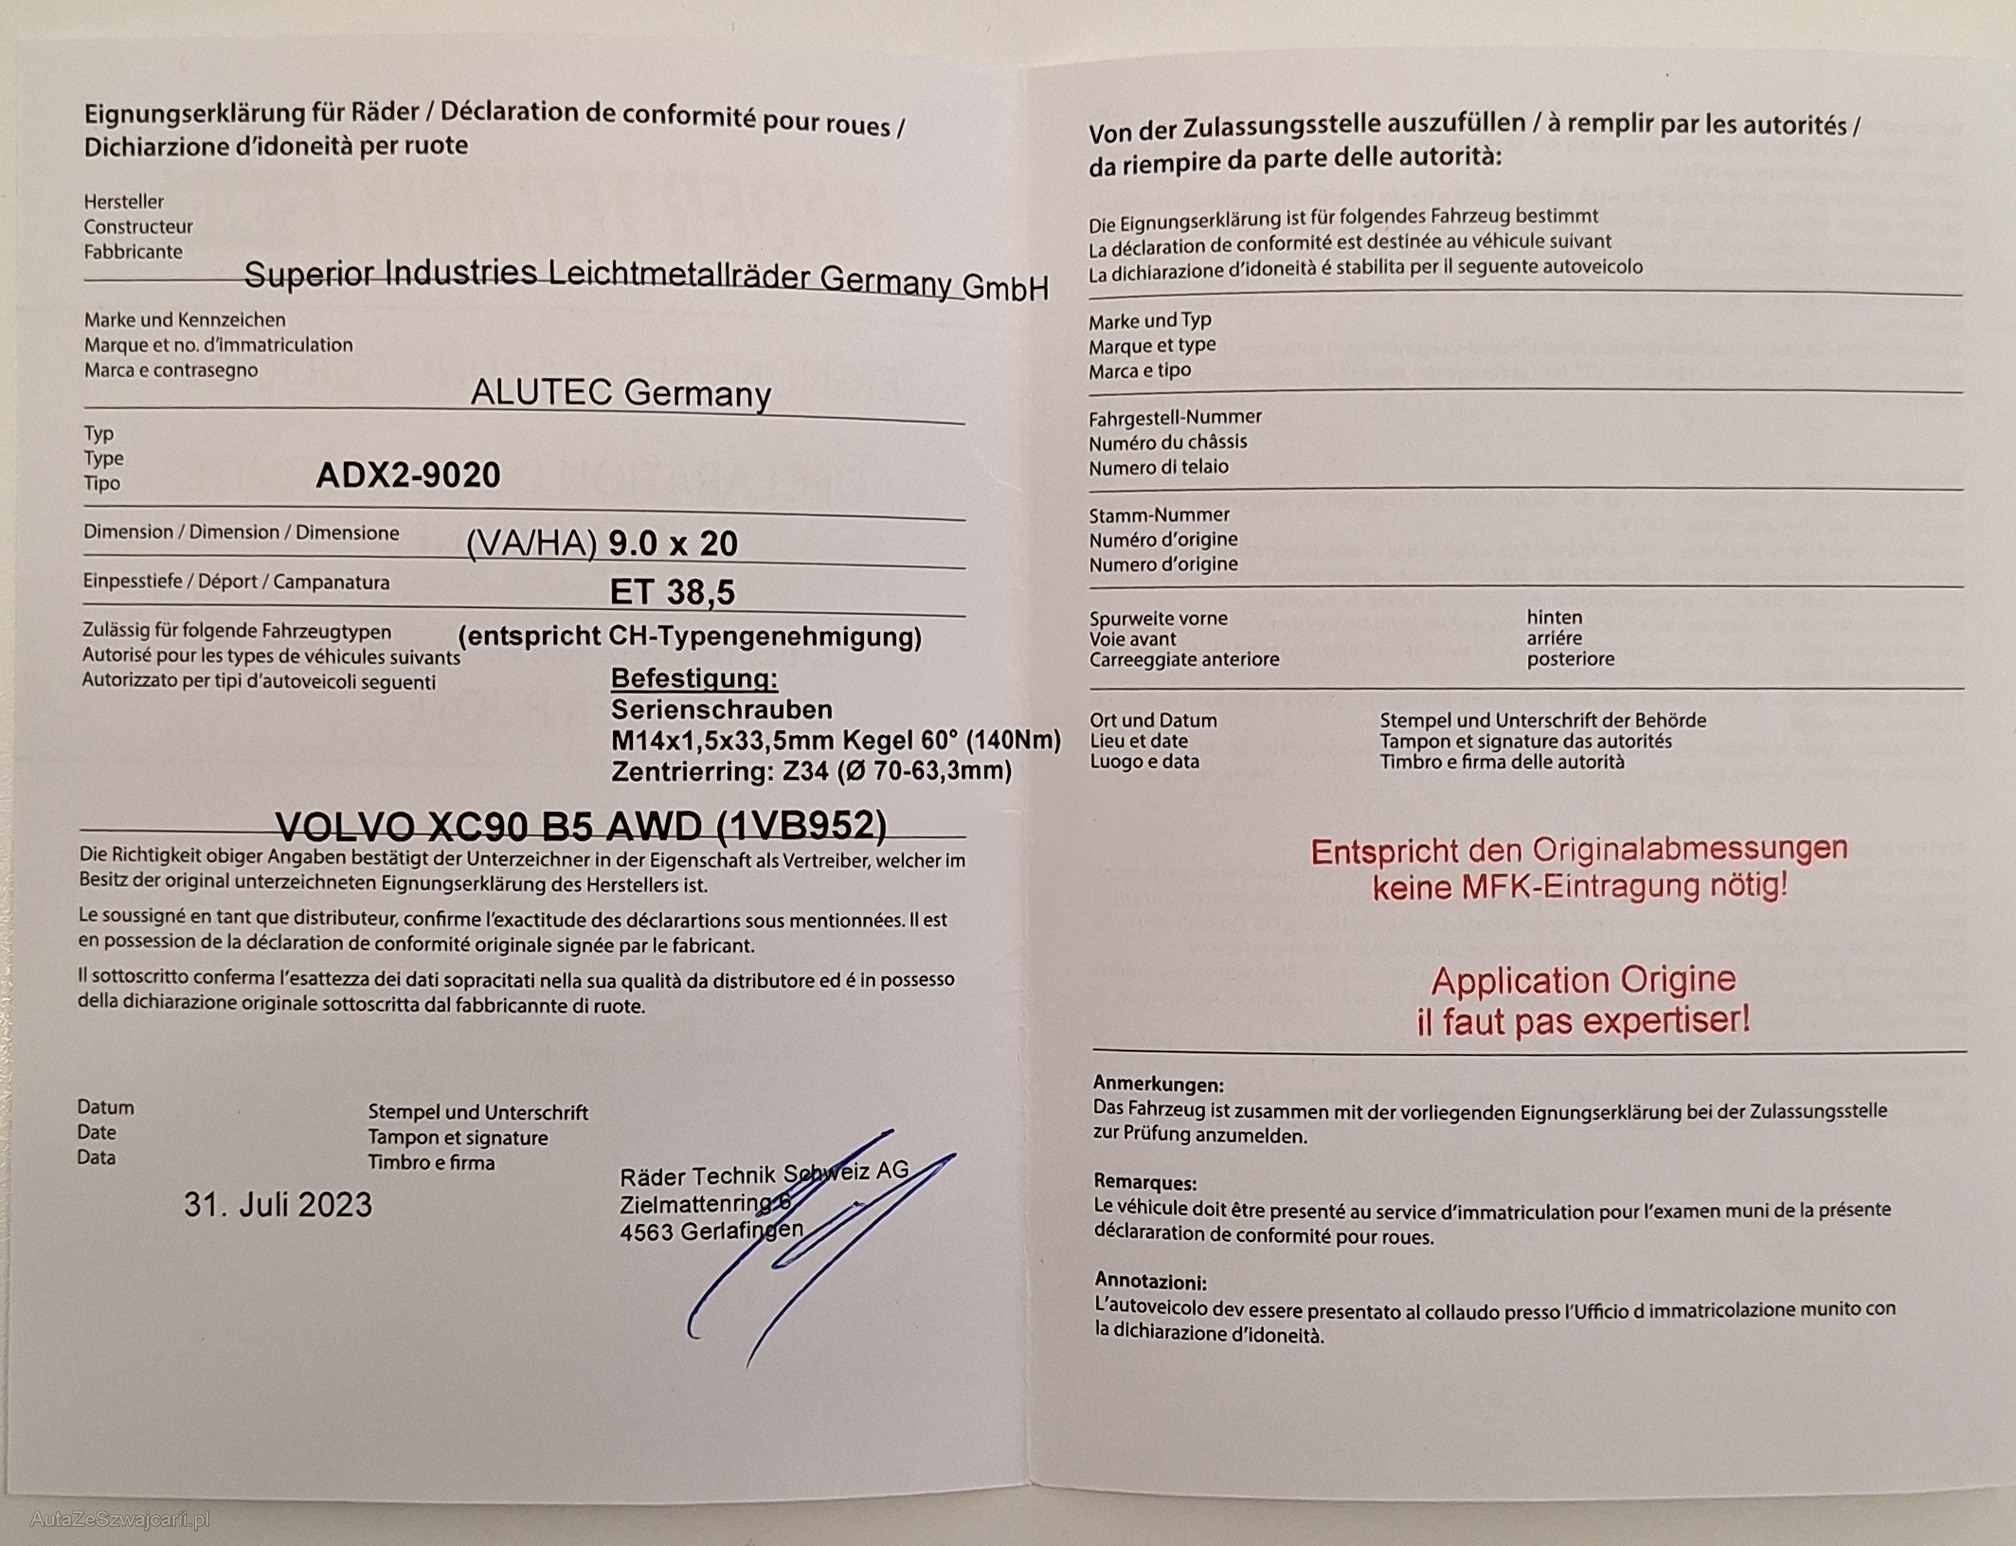 Eignungserklärung für Räder / Déclaration de conformité pour roues /
Dichiarzione d'idoneità per ruote
Hersteller
Constructeur
Fabbricante
Superior Industries Leichtmetallräder Germany GmbH
Marke und Kennzeichen
Marque et no. d'immatriculation
Marca e contrasegno
ALUTEC Germany
Typ
Type
Tipo
ADX2-9020
Dimension / Dimension / Dimensione (VA/HA) 9.0 x 20
Einpesstiefe / Déport / Campanatura ET 38,5
Zulässig für folgende Fahrzeugtypen (entspricht CH-Typengenehmigung)
Autorisé pour les types de véhicules suivants
Autorizzato per tipi d'autoveicoli seguenti
Befestigung:
Serienschrauben
M14x1,5x33,5mm Kegel 60° (140Nm)
Zentrierring: Z34 (Ø 70-63,3mm)
VOLVO XC90 B5 AWD (1VB952)
Die Richtigkeit obiger Angaben bestätigt der Unterzeichner in der Eigenschaft als Vertreiber, welcher im
Besitz der original unterzeichneten Eignungserklärung des Herstellers ist.
Le soussigné en tant que distributeur, confirme l'exactitude des déclarartions sous mentionnées. Il est
en possession de la déclaration de conformité originale signée par le fabricant.
Il sottoscritto conferma l'esattezza dei dati sopracitati nella sua qualità da distributore ed é in possesso
della dichiarazione originale sottoscritta dal fabbricannte di ruote.
Datum
Date
Data
31. Juli 2023
Stempel und Unterschrift
Tampon et signature
Timbro e firma
Räder Technik Schweiz AG
Zielmattenring 6
4563 Gerlafingen
Von der Zulassungsstelle auszufüllen / à remplir par les autorités /
da riempire da parte delle autorità:
Die Eignungserklärung ist für folgendes Fahrzeug bestimmt
La déclaration de conformité est destinée au véhicule suivant
La dichiarazione d'idoneità é stabilita per il seguente autoveicolo
Marke und Typ
Marque et type
Marca e tipo
Fahrgestell-Nummer
Numéro du châssis
Numero di telaio
Stamm-Nummer
Numéro d'origine
Numero d'origine
Spurweite vorne hinten
Voie avant arriére
Carreeggiate anteriore posteriore
Ort und Datum Stempel und Unterschrift der Behörde
Lieu et date Tampon et signature das autorités
Luogo e data Timbro e firma delle autorità
Entspricht den Originalabmessungen
keine MFK-Eintragung nötig!
Application Origine
il faut pas expertiser!
Anmerkungen:
Das Fahrzeug ist zusammen mit der vorliegenden Eignungserklärung bei der Zulassungsstelle
zur Prüfung anzumelden.
Remarques:
Le véhicule doit être presenté au service d'immatriculation pour l'examen muni de la présente
déclararation de conformité pour roues.
Annotazioni:
L'autoveicolo dev essere presentato al collaudo presso l'Ufficio d immatricolazione munito con
la dichiarazione d'idoneità.
AutaZeSzwajcarii.pl